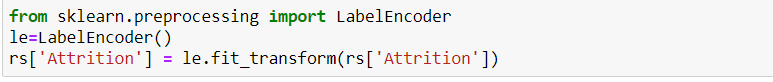 from sklearn.preprocessing import LabelEncoder
le=LabelEncoder()
rs['Attrition'] = le.fit_transform(rs['Attrition'])